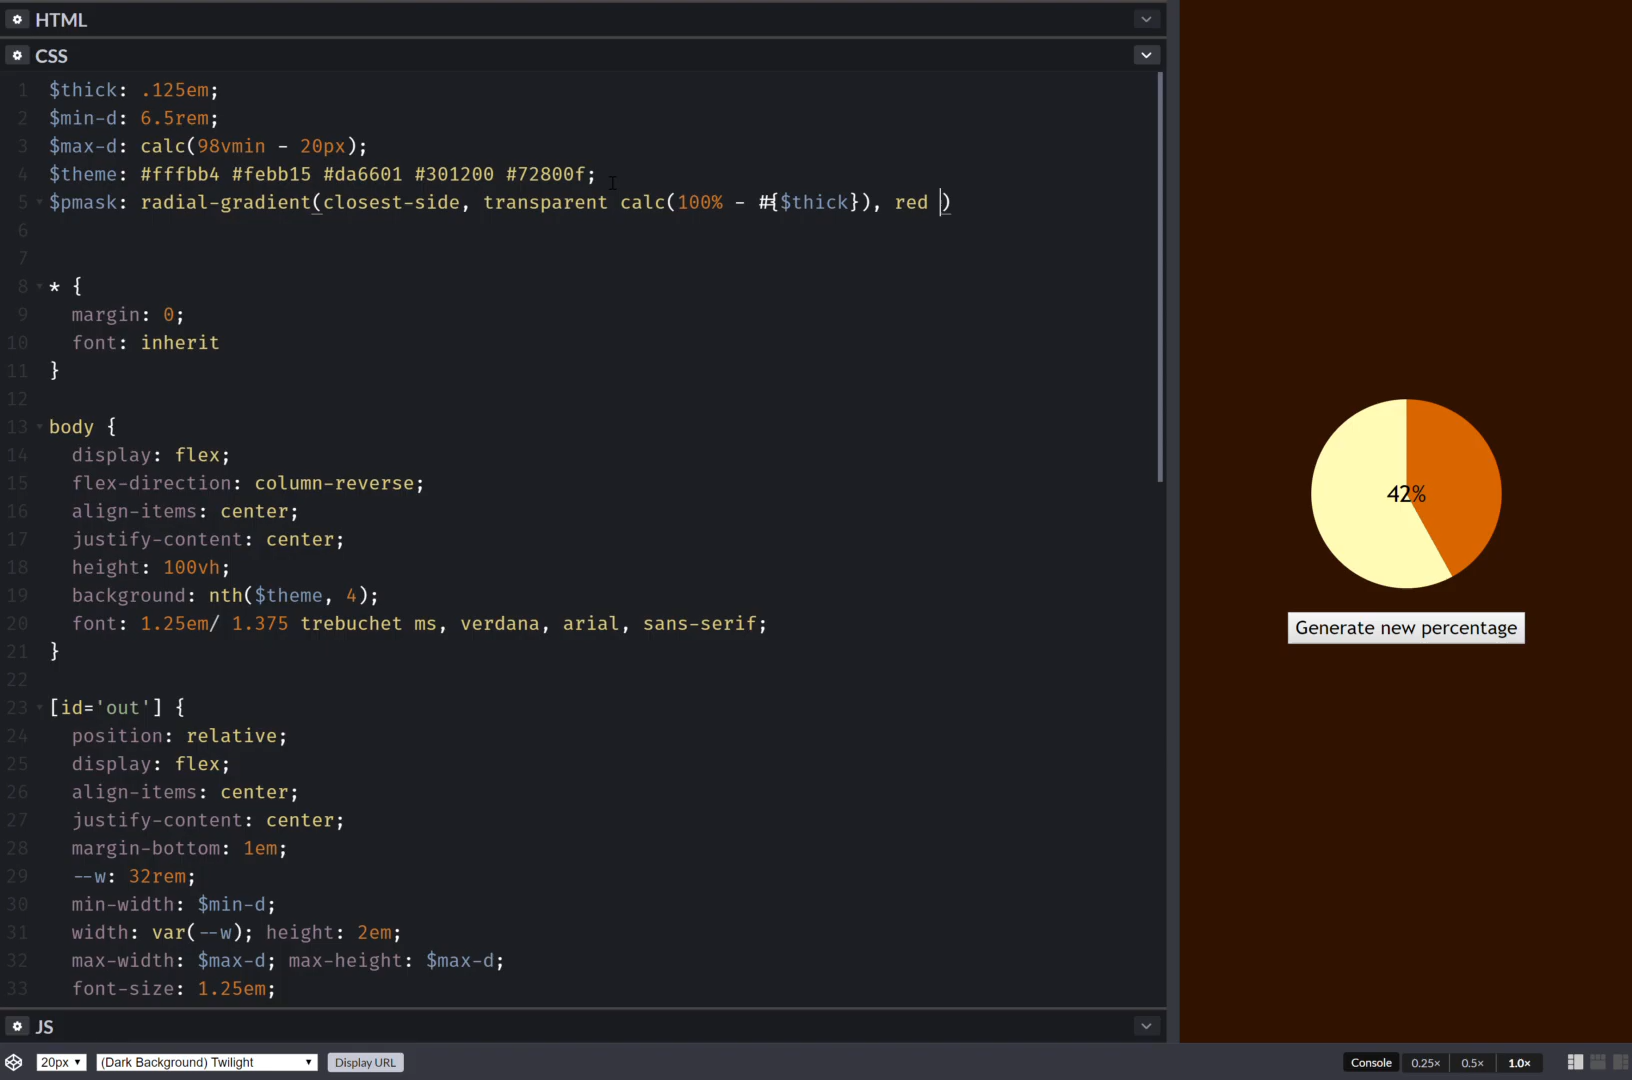 HTML
CSS
1 $thick: .125em;
2 $min-d: 6.5rem;
3 $max-d: calc(98vmin - 20px);
4 $theme: #fffbb4 #febb15 #da6601 #301200 #72800f;
5 $pmask: radial-gradient(closest-side, transparent calc(100% - #{$thick}), red )
6
7
8 * {
9 margin: 0;
10 font: inherit
11 }
12
13 body {
14 display: flex;
15 flex-direction: column-reverse;
16 align-items: center;
17 justify-content: center;
18 height: 100vh;
19 background: nth($theme, 4);
20 font: 1.25em/ 1.375 trebuchet ms, verdana, arial, sans-serif;
21 }
22
23 [id='out'] {
24 position: relative;
25 display: flex;
26 align-items: center;
27 justify-content: center;
28 margin-bottom: 1em;
29 --w: 32rem;
30 min-width: $min-d;
31 width: var(--w); height: 2em;
32 max-width: $max-d; max-height: $max-d;
33 font-size: 1.25em;
JS
20px (Dark Background) Twilight Display URL
42%
Generate new percentage
Console 0.25× 0.5× 1.0×